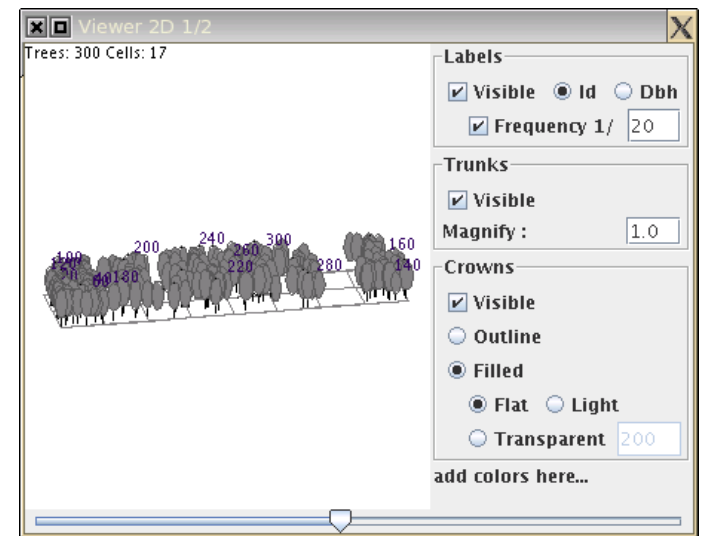 Viewer 2D 1/2
Trees: 300 Cells: 17
Labels
Visible Id Dbh
Frequency 1/ 20
Trunks
Visible
Magnify : 1.0
240 300 160
200 260
100 220 280 140
180
Crowns
Visible
Outline
Filled
Flat Light
Transparent 200
add colors here...